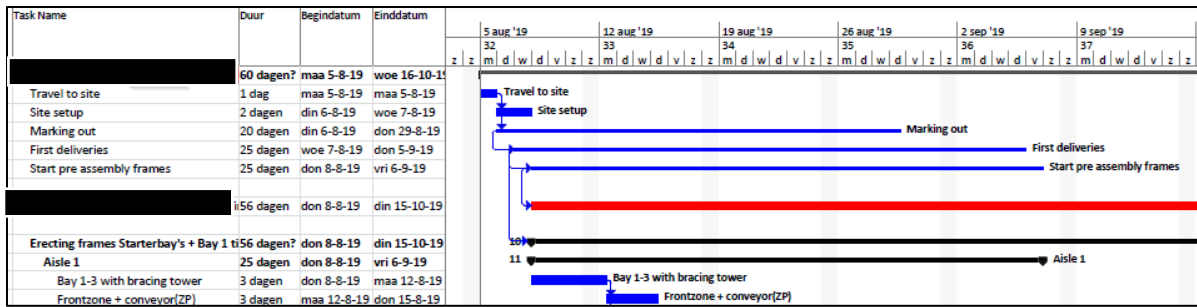 Task Name Duur Begindatum Einddatum
5 aug '19 12 aug '19 19 aug '19 26 aug '19 2 sep '19 9 sep '19
32 33 34 35 36 37
z z m d w d v z z m d w d v z z m d w d v z z m d w d v z z m d w d v z z m d w d v z z
60 dagen? maa 5-8-19 woe 16-10-19
Travel to site 1 dag maa 5-8-19 maa 5-8-19 Travel to site
Site setup 2 dagen din 6-8-19 woe 7-8-19 Site setup
Marking out 20 dagen din 6-8-19 don 29-8-19 Marking out
First deliveries 25 dagen woe 7-8-19 don 5-9-19 First deliveries
Start pre assembly frames 25 dagen don 8-8-19 vri 6-9-19 Start pre assembly frames
56 dagen don 8-8-19 din 15-10-19
Erecting frames Starterbay's + Bay 1 ti 56 dagen? don 8-8-19 din 15-10-19 10
Aisle 1 25 dagen don 8-8-19 vri 6-9-19 11 Aisle 1
Bay 1-3 with bracing tower 3 dagen don 8-8-19 maa 12-8-19 Bay 1-3 with bracing tower
Frontzone + conveyor(ZP) 3 dagen maa 12-8-19 don 15-8-19 Frontzone + conveyor(ZP)